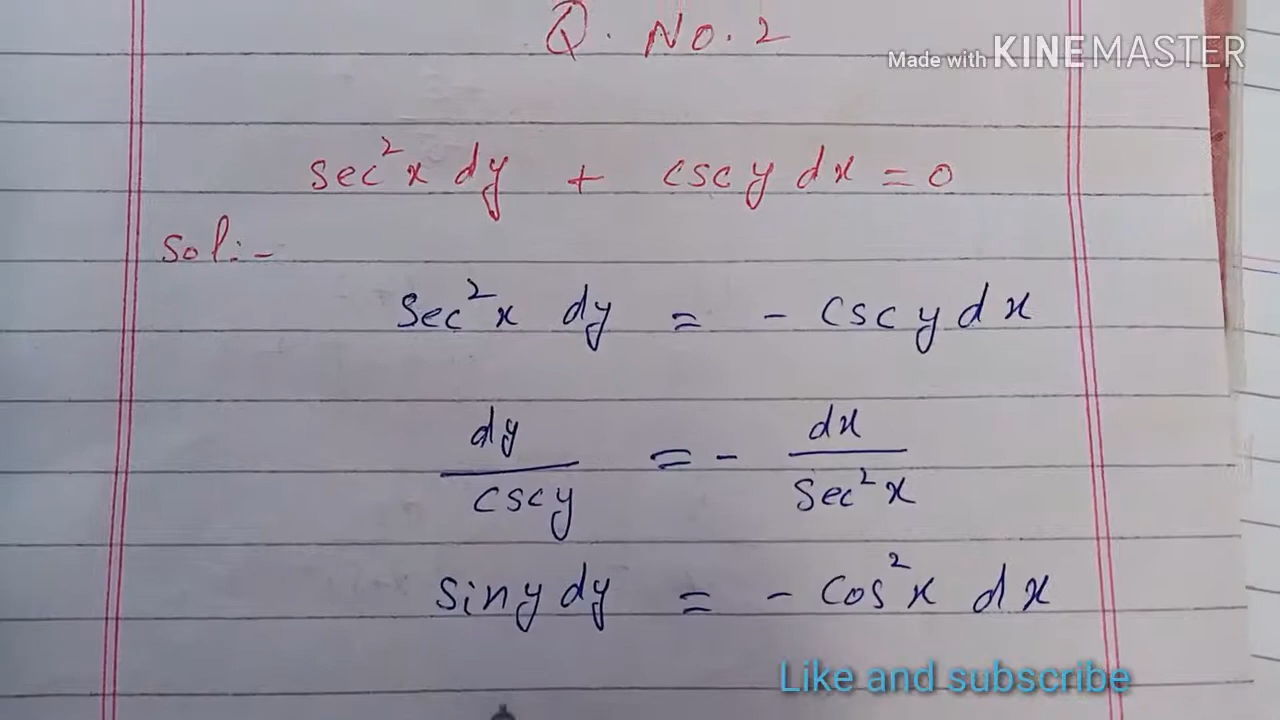 Q. No. 2
Made with KINEMASTER
sec²x dy + cscy dx = 0
Sol:-
Sec²x dy = - cscy dx
dy/cscy = - dx/Sec²x
Siny dy = - Cos²x dx
Like and subscribe